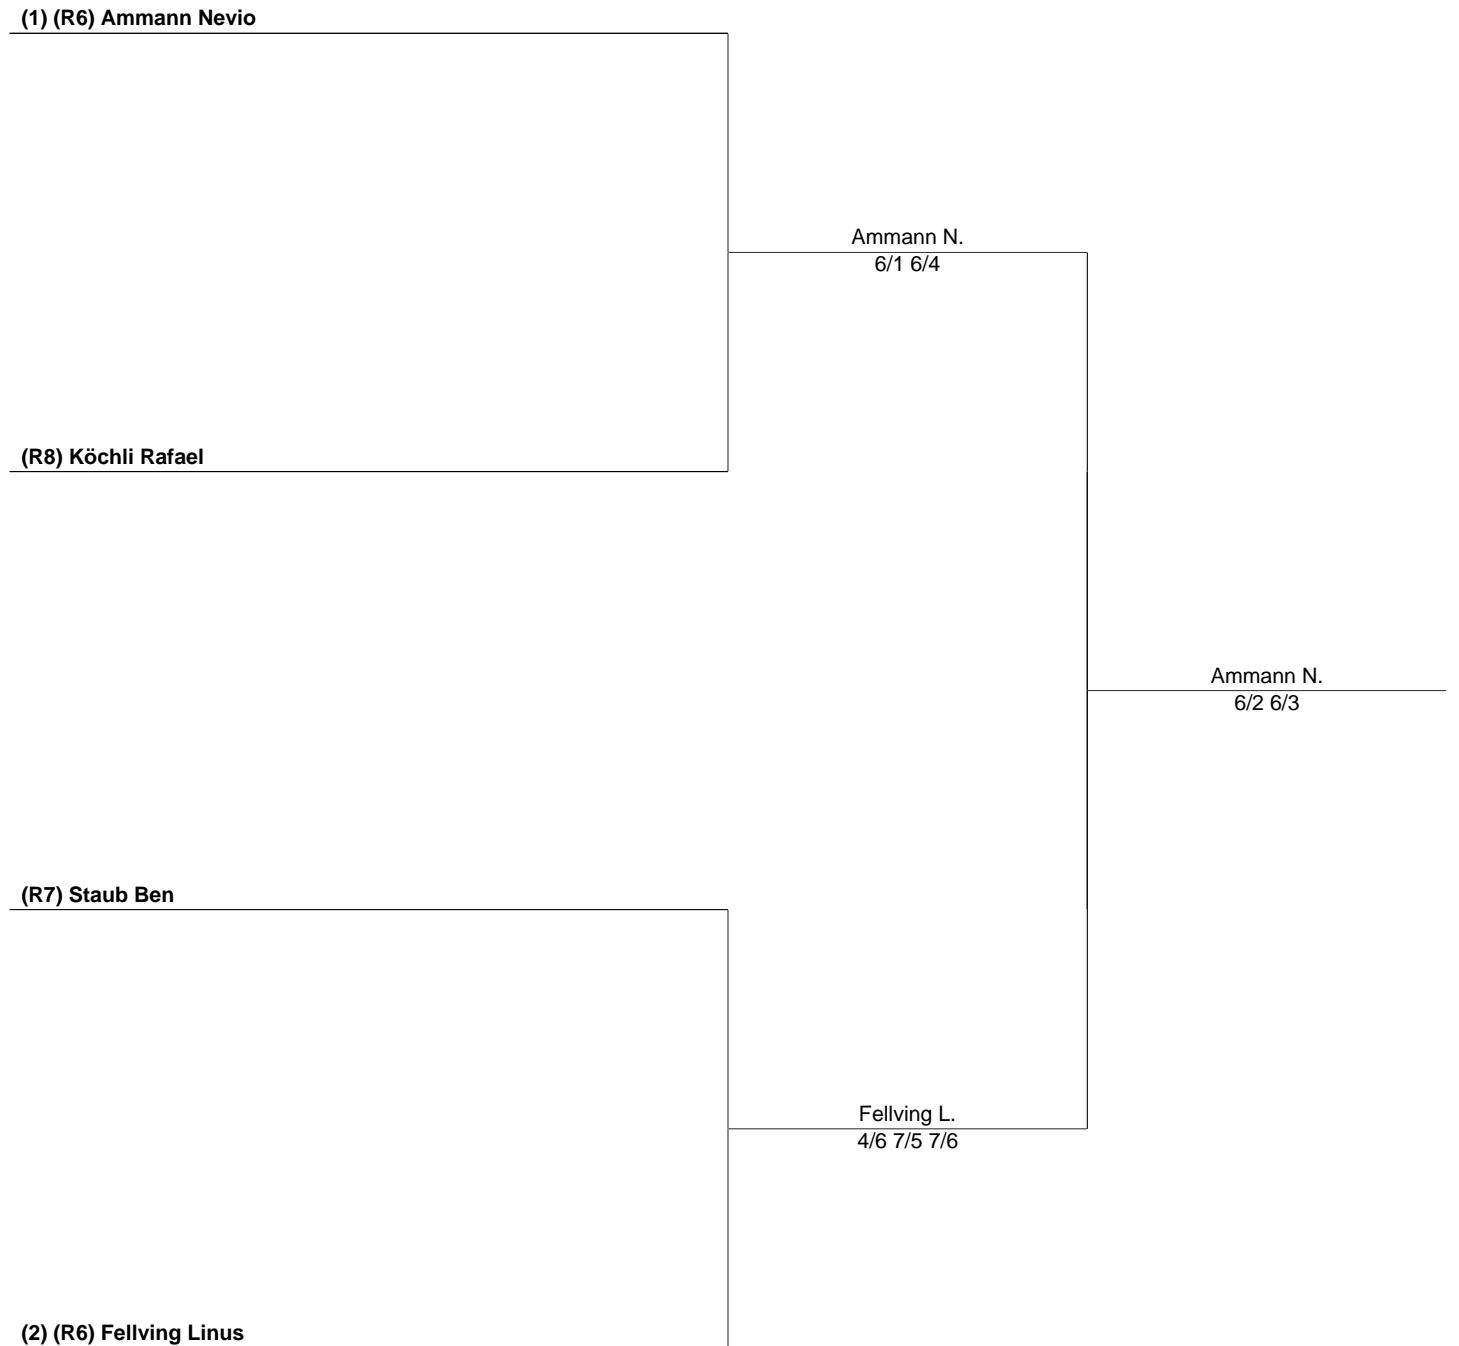 (1) (R6) Ammann Nevio
Ammann N.
6/1 6/4
(R8) Köchli Rafael
Ammann N.
6/2 6/3
(R7) Staub Ben
Fellving L.
4/6 7/5 7/6
(2) (R6) Fellving Linus